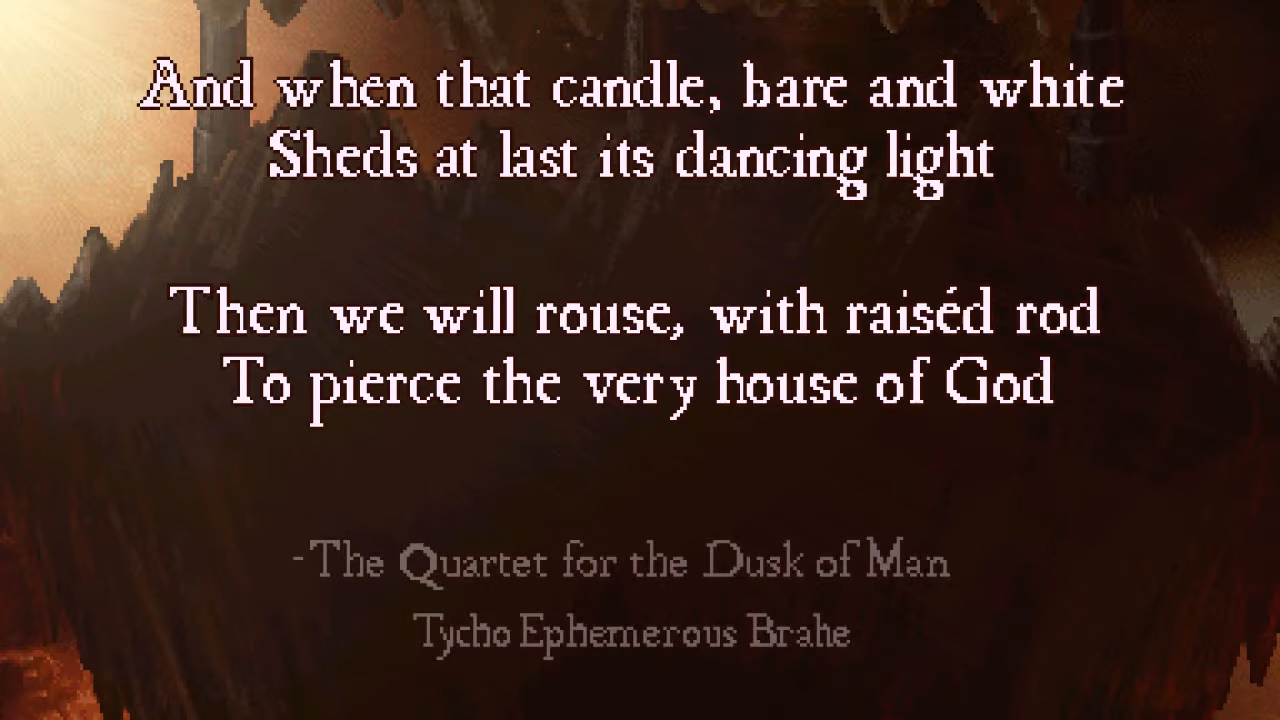 And when that candle, bare and white
Sheds at last its dancing light
Then we will rouse, with raiséd rod
To pierce the very house of God
-The Quartet for the Dusk of Man
Tycho Ephemerous Brahe